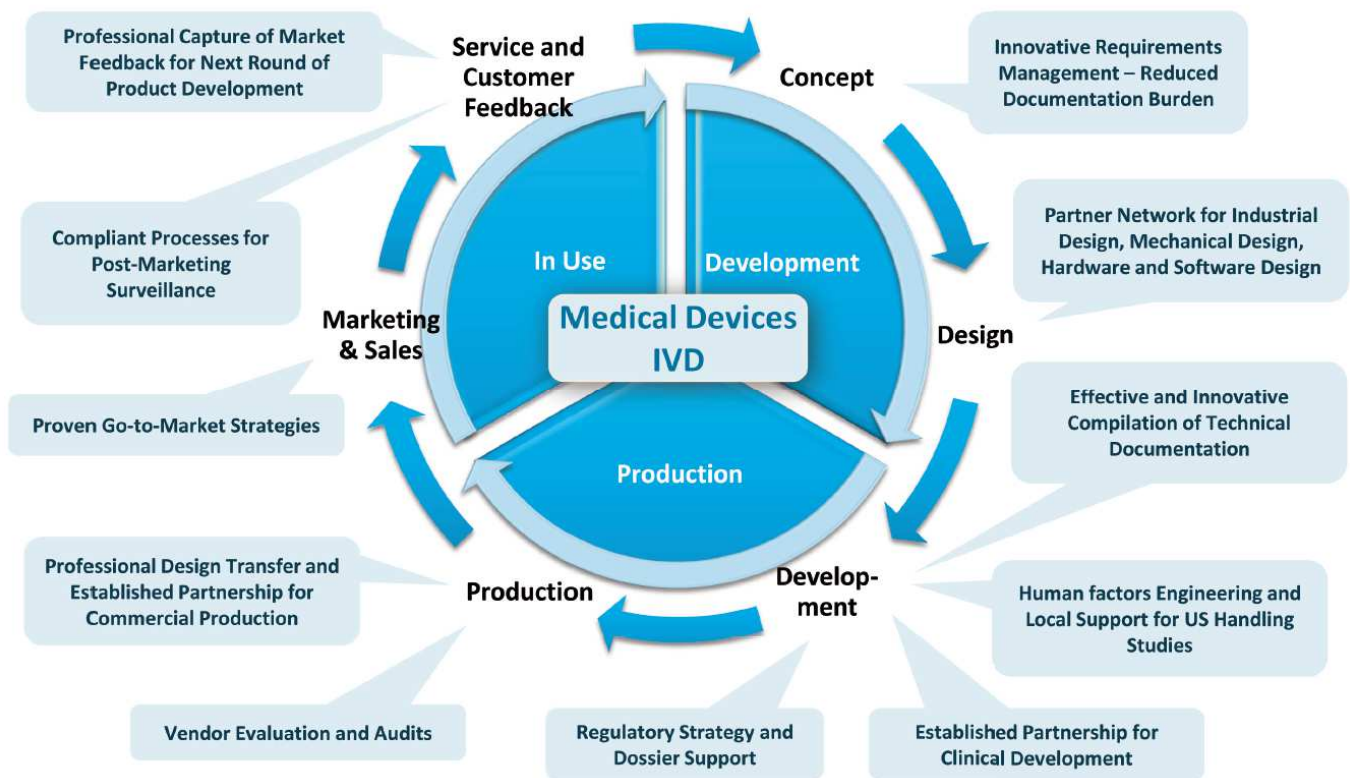 Professional Capture of Market
Feedback for Next Round of
Product Development
Service and
Customer
Feedback
Concept
Innovative Requirements
Management – Reduced
Documentation Burden
Compliant Processes for
Post-Marketing
Surveillance
In Use
Development
Partner Network for Industrial
Design, Mechanical Design,
Hardware and Software Design
Medical Devices
IVD
Marketing
& Sales
Design
Proven Go-to-Market Strategies
Effective and Innovative
Compilation of Technical
Documentation
Production
Professional Design Transfer and
Established Partnership for
Commercial Production
Production
Develop-
ment
Human factors Engineering and
Local Support for US Handling
Studies
Vendor Evaluation and Audits
Regulatory Strategy and
Dossier Support
Established Partnership for
Clinical Development